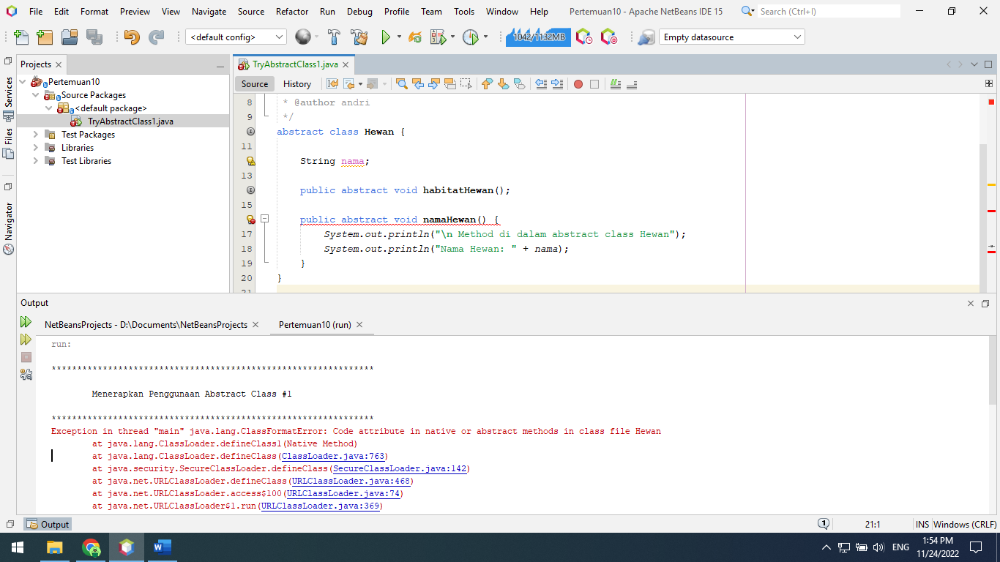 File Edit View Navigate Source Refactor Run Debug Profile Team Tools Window Help Pertemuan10 - Apache NetBeans IDE 15 Search (Ctrl+I)
<default config> 1042/1132MB Empty datasource
Projects
TryAbstractClass1.java
Services
Files
Navigator
Pertemuan10
Source Packages
<default package>
TryAbstractClass1.java
Test Packages
Libraries
Test Libraries
Source History
8 * @author andri
9 */
abstract class Hewan {
11
String nama;
13
public abstract void habitatHewan();
15
public abstract void namaHewan() {
17 System.out.println("\n Method di dalam abstract class Hewan");
18 System.out.println("Nama Hewan: " + nama);
19 }
20 }
21
Output
NetBeansProjects - D:\Documents\NetBeansProjects Pertemuan10 (run)
run:
***************************************************************
Menerapkan Penggunaan Abstract Class #1
***************************************************************
Exception in thread "main" java.lang.ClassFormatError: Code attribute in native or abstract methods in class file Hewan
at java.lang.ClassLoader.defineClass1(Native Method)
at java.lang.ClassLoader.defineClass(ClassLoader.java:763)
at java.security.SecureClassLoader.defineClass(SecureClassLoader.java:142)
at java.net.URLClassLoader.defineClass(URLClassLoader.java:468)
at java.net.URLClassLoader.access$100(URLClassLoader.java:74)
at java.net.URLClassLoader$1.run(URLClassLoader.java:369)
Output 1 21:1 INS Windows (CRLF)
ENG
1:54 PM
11/24/2022